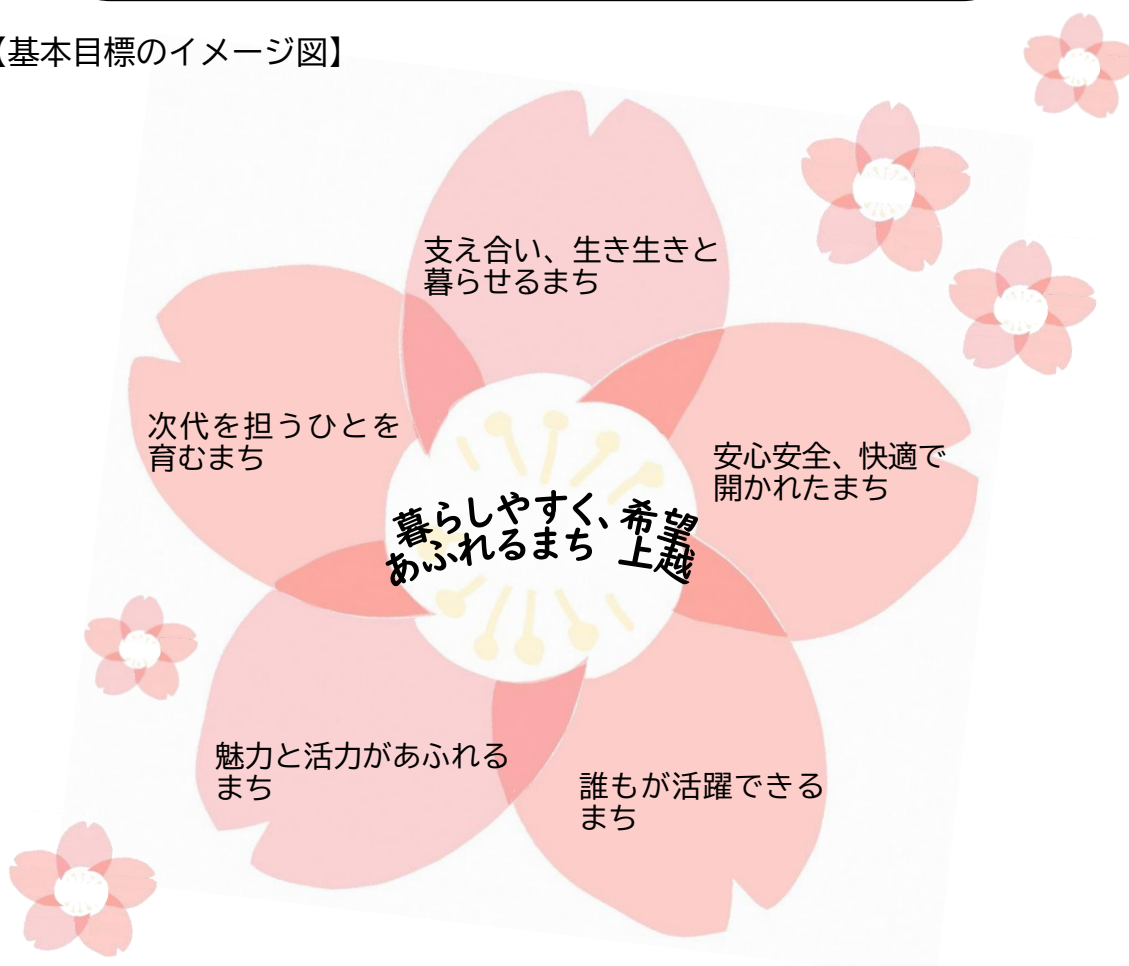 【基本目標のイメージ図】
支え合い、生き生きと
暮らせるまち
安心安全、快適で
開かれたまち
誰もが活躍できる
まち
魅力と活力があふれる
まち
次代を担うひとを
育むまち
暮らしやすく、希望
あふれるまち 上越